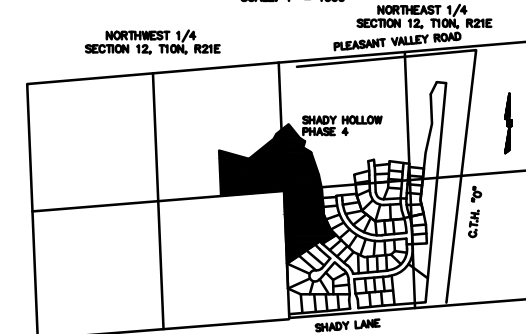 NORTHWEST 1/4
SECTION 12, T10N, R21E
NORTHEAST 1/4
SECTION 12, T10N, R21E
PLEASANT VALLEY ROAD
SHADY HOLLOW
PHASE 4
C.T.H. "O"
SHADY LANE